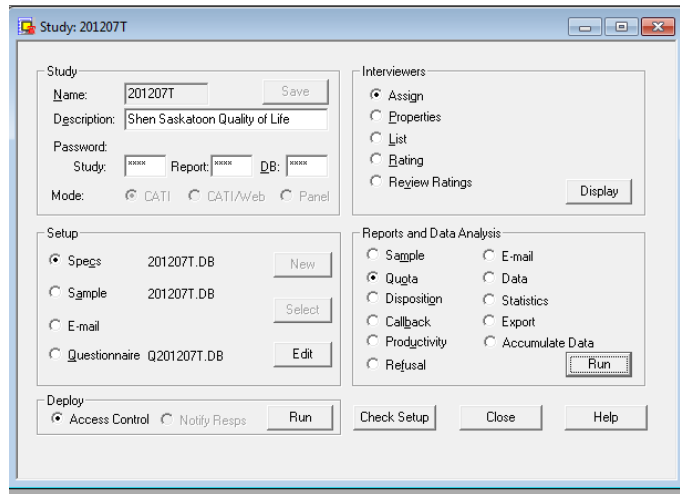 Study: 201207T
Study
Name: 201207T Save
Description: Shen Saskatoon Quality of Life
Password:
Study: **** Report: **** DB: ****
Mode: CATI CATI/Web Panel
Setup
Specs 201207T.DB New
Sample 201207T.DB
Select
E-mail
Questionnaire Q201207T.DB Edit
Deploy
Access Control Notify Resps Run
Interviewers
Assign
Properties
List
Rating
Review Ratings
Display
Reports and Data Analysis
Sample E-mail
Quota Data
Disposition Statistics
Callback Export
Productivity Accumulate Data
Refusal Run
Check Setup Close Help